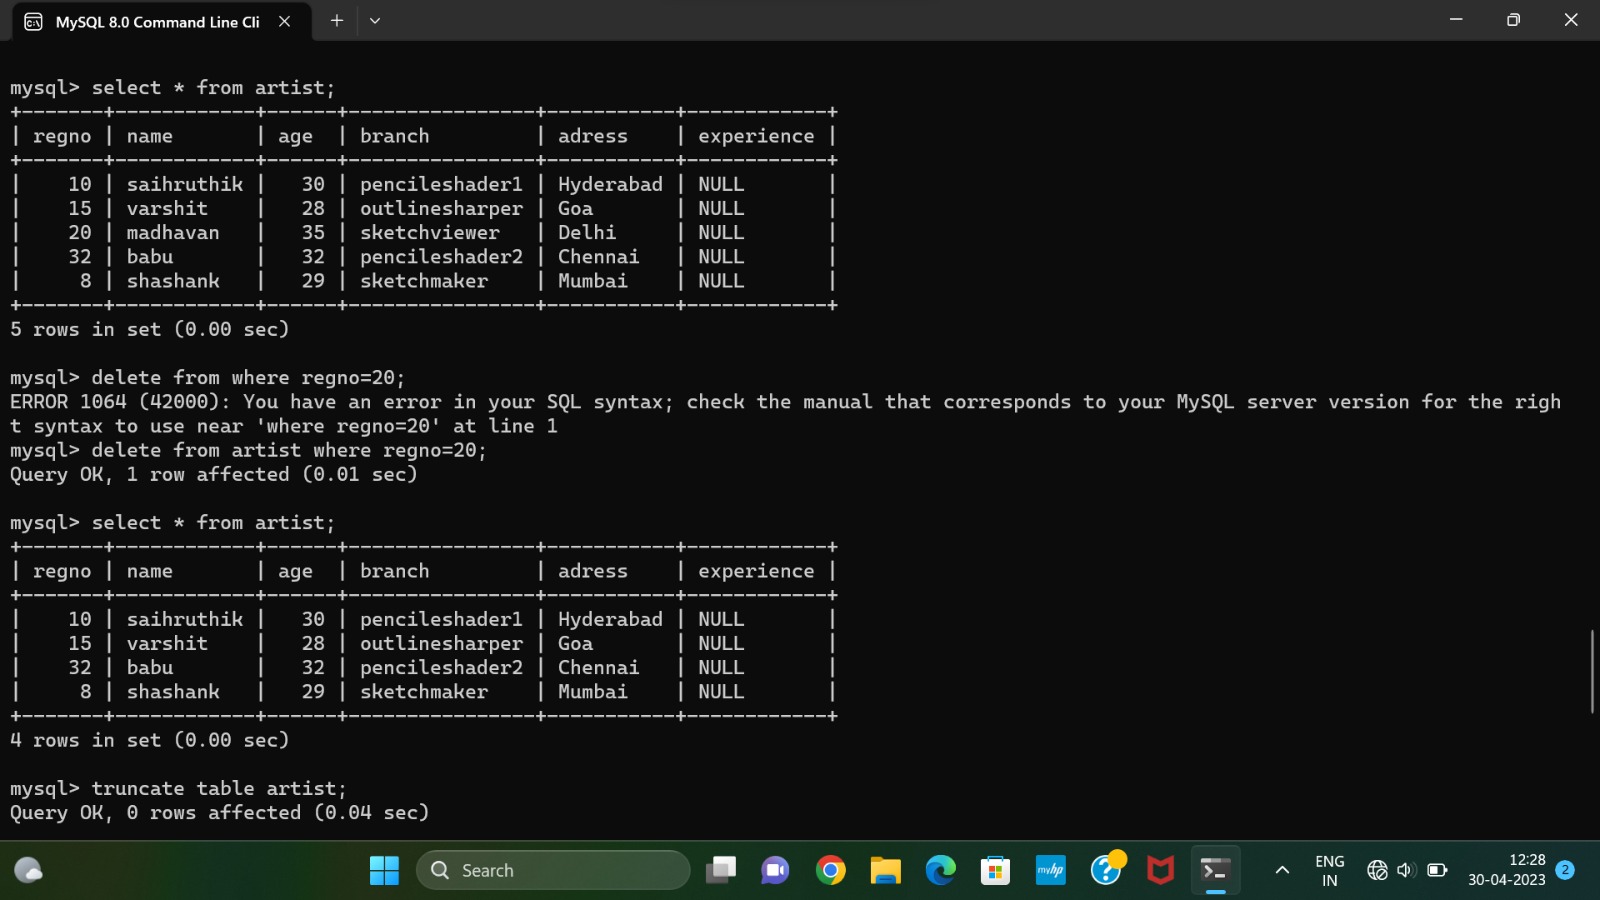 MySQL 8.0 Command Line Cli
mysql> select * from artist;
+-------+------------+------+----------------+-----------+------------+
| regno | name       | age  | branch         | adress    | experience |
+-------+------------+------+----------------+-----------+------------+
|    10 | saihruthik |   30 | pencileshader1 | Hyderabad | NULL       |
|    15 | varshit    |   28 | outlinesharper | Goa       | NULL       |
|    20 | madhavan   |   35 | sketchviewer   | Delhi     | NULL       |
|    32 | babu       |   32 | pencileshader2 | Chennai   | NULL       |
|     8 | shashank   |   29 | sketchmaker    | Mumbai    | NULL       |
+-------+------------+------+----------------+-----------+------------+
5 rows in set (0.00 sec)
mysql> delete from where regno=20;
ERROR 1064 (42000): You have an error in your SQL syntax; check the manual that corresponds to your MySQL server version for the righ
t syntax to use near 'where regno=20' at line 1
mysql> delete from artist where regno=20;
Query OK, 1 row affected (0.01 sec)
mysql> select * from artist;
+-------+------------+------+----------------+-----------+------------+
| regno | name       | age  | branch         | adress    | experience |
+-------+------------+------+----------------+-----------+------------+
|    10 | saihruthik |   30 | pencileshader1 | Hyderabad | NULL       |
|    15 | varshit    |   28 | outlinesharper | Goa       | NULL       |
|    32 | babu       |   32 | pencileshader2 | Chennai   | NULL       |
|     8 | shashank   |   29 | sketchmaker    | Mumbai    | NULL       |
+-------+------------+------+----------------+-----------+------------+
4 rows in set (0.00 sec)
mysql> truncate table artist;
Query OK, 0 rows affected (0.04 sec)
Search
myhp
ENG
IN
12:28
30-04-2023
2